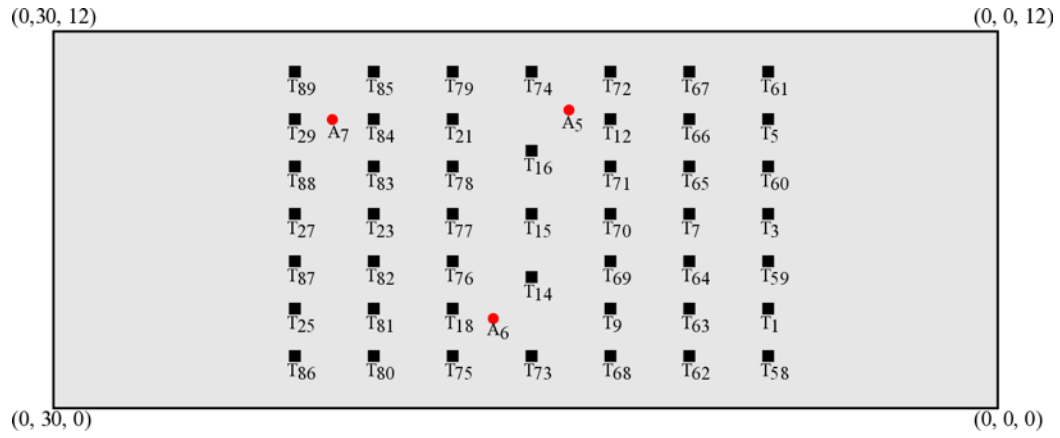 (0,30, 12) (0, 0, 12)
T89 T85 T79 T74 T72 T67 T61
A5
T29 A7 T84 T21 T12 T66 T5
T16
T88 T83 T78 T71 T65 T60
T27 T23 T77 T15 T70 T7 T3
T87 T82 T76 T69 T64 T59
T14
T25 T81 T18 T9 T63 T1
A6
T86 T80 T75 T73 T68 T62 T58
(0, 30, 0) (0, 0, 0)